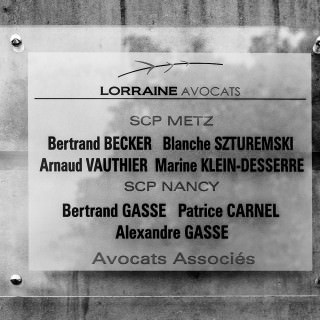 LORRAINE AVOCATS
SCP METZ
Bertrand BECKER Blanche SZTUREMSKI
Arnaud VAUTHIER Marine KLEIN-DESSERRE
SCP NANCY
Bertrand GASSE Patrice CARNEL
Alexandre GASSE
Avocats Associés